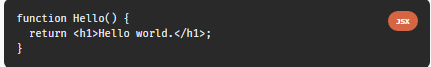 function Hello() {
  return <h1>Hello world.</h1>;
}
JSX